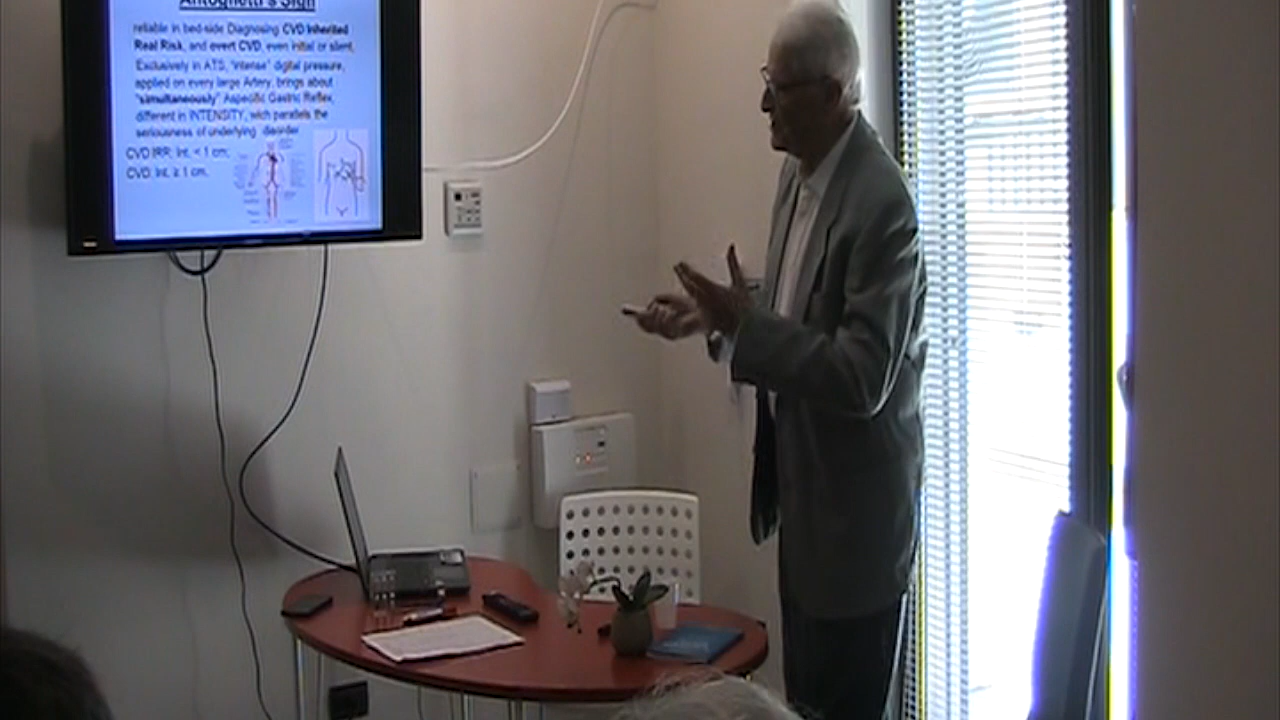 Antognetti's Sign
reliable in bed-side Diagnosing CVD Inherited
Real Risk, and overt CVD, even initial or silent.
Exclusively in ATS, "intense" digital pressure,
applied on every large Artery, brings about
"simultaneously" Aspecific Gastric Reflex,
different in INTENSITY, wich parallels the
seriousness of underlying disorder
CVD IRR: Int. < 1 cm;
CVD: Int. ≥ 1 cm.